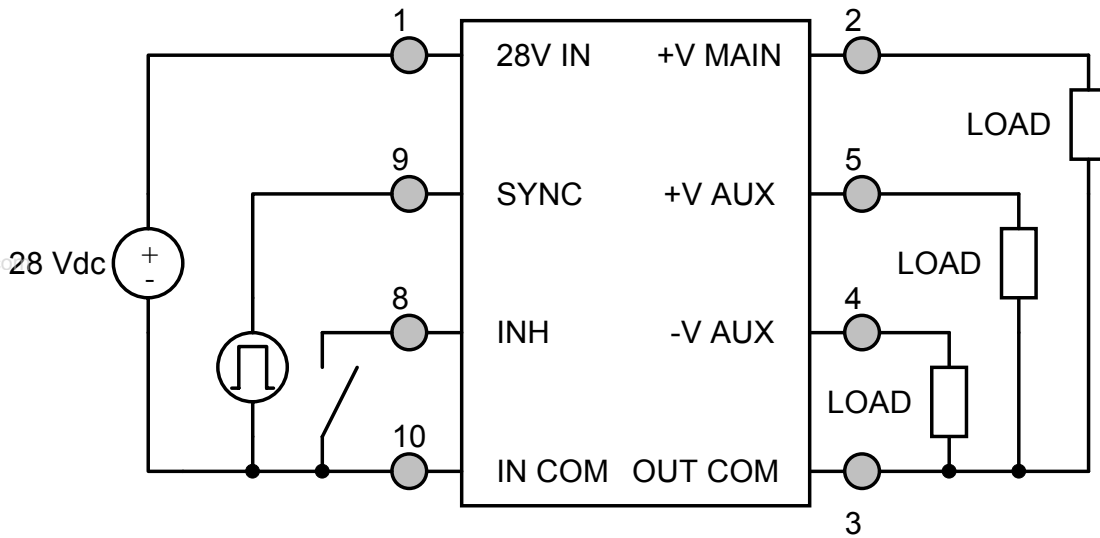 1
2
28V IN
+V MAIN
LOAD
9
5
SYNC
+V AUX
28 Vdc
+
-
LOAD
8
4
INH
-V AUX
LOAD
10
IN COM
OUT COM
3